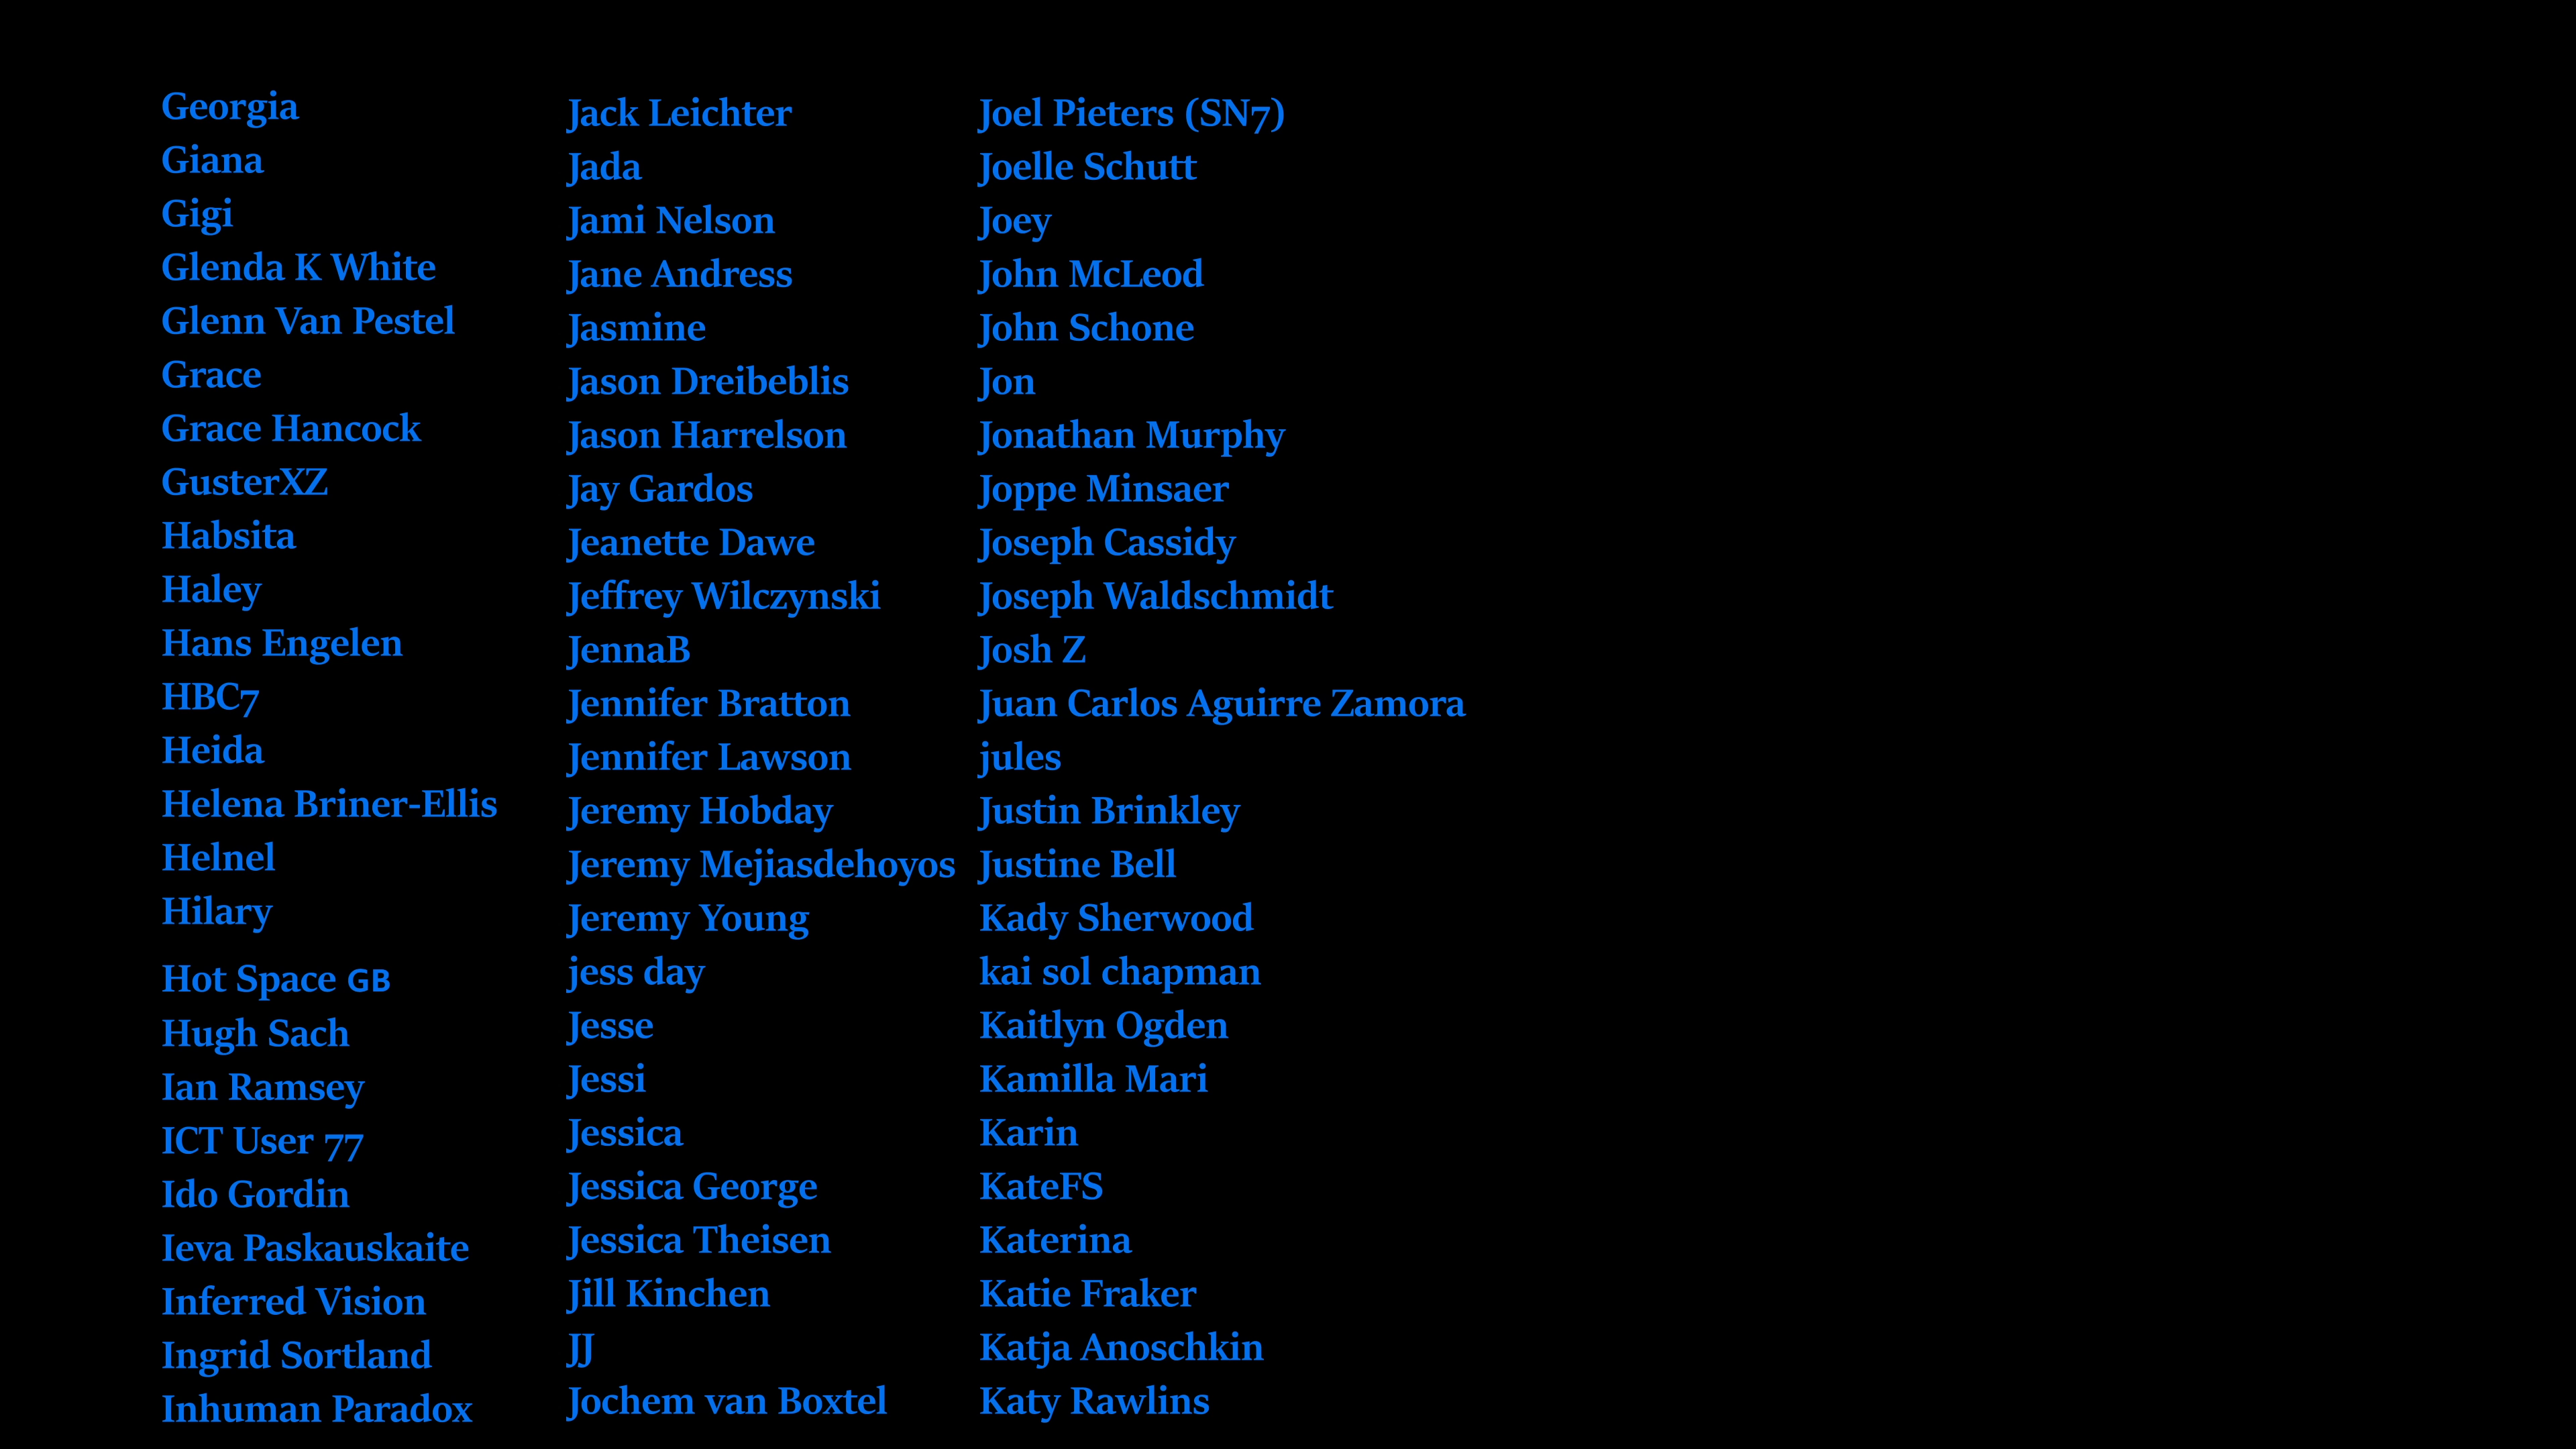 Georgia
Giana
Gigi
Glenda K White
Glenn Van Pestel
Grace
Grace Hancock
GusterXZ
Habsita
Haley
Hans Engelen
HBC7
Heida
Helena Briner-Ellis
Helnel
Hilary
Hot Space GB
Hugh Sach
Ian Ramsey
ICT User 77
Ido Gordin
Ieva Paskauskaite
Inferred Vision
Ingrid Sortland
Inhuman Paradox
Jack Leichter
Jada
Jami Nelson
Jane Andress
Jasmine
Jason Dreibeblis
Jason Harrelson
Jay Gardos
Jeanette Dawe
Jeffrey Wilczynski
JennaB
Jennifer Bratton
Jennifer Lawson
Jeremy Hobday
Jeremy Mejiasdehoyos
Jeremy Young
jess day
Jesse
Jessi
Jessica
Jessica George
Jessica Theisen
Jill Kinchen
JJ
Jochem van Boxtel
Joel Pieters (SN7)
Joelle Schutt
Joey
John McLeod
John Schone
Jon
Jonathan Murphy
Joppe Minsaer
Joseph Cassidy
Joseph Waldschmidt
Josh Z
Juan Carlos Aguirre Zamora
jules
Justin Brinkley
Justine Bell
Kady Sherwood
kai sol chapman
Kaitlyn Ogden
Kamilla Mari
Karin
KateFS
Katerina
Katie Fraker
Katja Anoschkin
Katy Rawlins